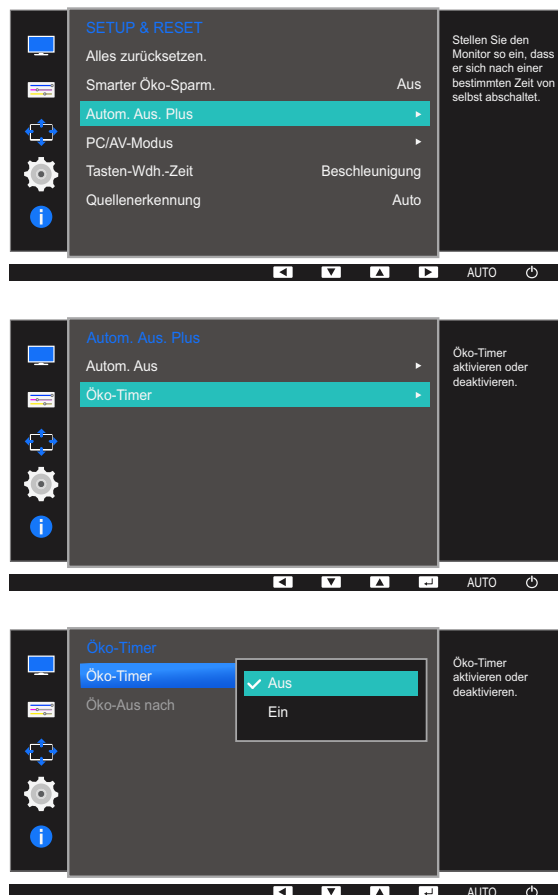 SETUP & RESET
Alles zurücksetzen.
Smarter Öko-Sparm. Aus
Autom. Aus. Plus
PC/AV-Modus
Tasten-Wdh.-Zeit Beschleunigung
Quellenerkennung Auto
Stellen Sie den
Monitor so ein, dass
er sich nach einer
bestimmten Zeit von
selbst abschaltet.
AUTO
Autom. Aus. Plus
Autom. Aus
Öko-Timer
Öko-Timer
aktivieren oder
deaktivieren.
AUTO
Öko-Timer
Öko-Timer
Öko-Aus nach
Aus
Ein
Öko-Timer
aktivieren oder
deaktivieren.
AUTO